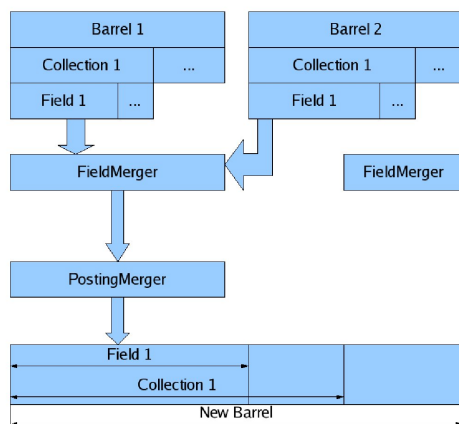 Barrel 1
Barrel 2
Collection 1
...
Collection 1
...
Field 1
...
Field 1
...
FieldMerger
FieldMerger
PostingMerger
Field 1
Collection 1
New Barrel